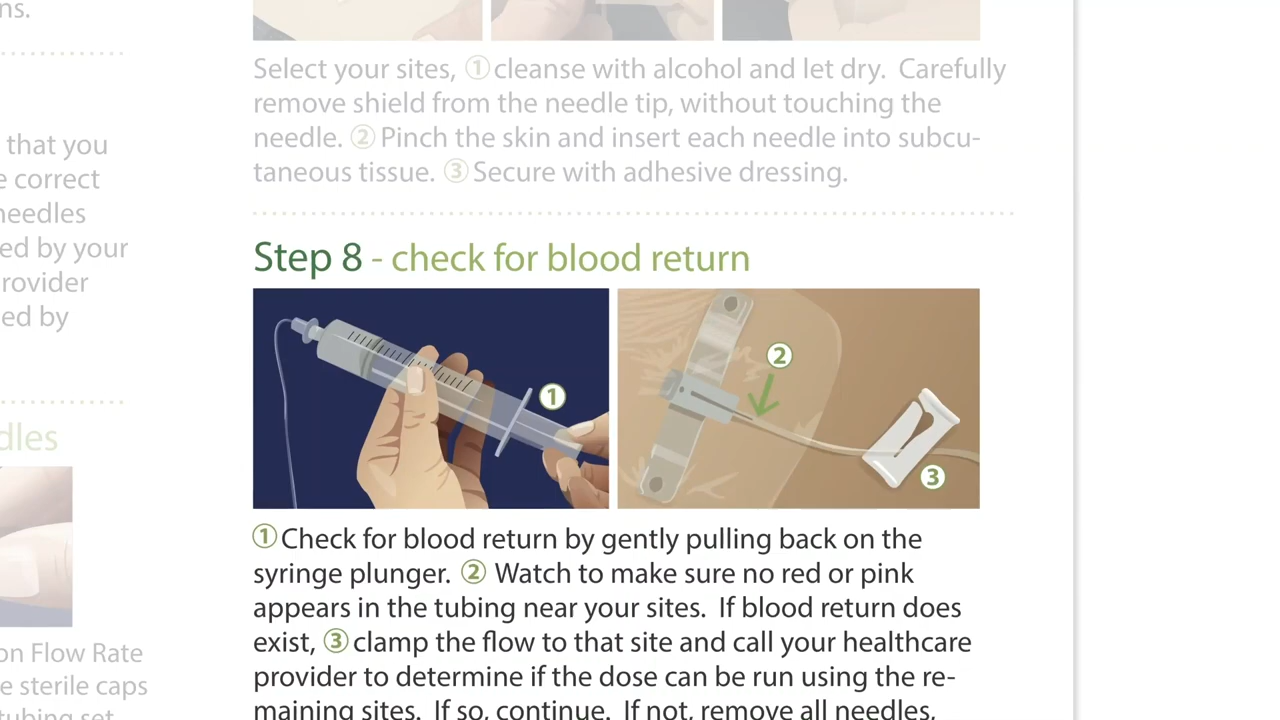 ns.
that you
e correct
needles
ed by your
rovider
ed by
dles
on Flow Rate
e sterile caps
tubing set
Select your sites, ①cleanse with alcohol and let dry. Carefully
remove shield from the needle tip, without touching the
needle. ② Pinch the skin and insert each needle into subcu-
taneous tissue. ③ Secure with adhesive dressing.
Step 8 - check for blood return
1
2
3
① Check for blood return by gently pulling back on the
syringe plunger. ② Watch to make sure no red or pink
appears in the tubing near your sites. If blood return does
exist, ③ clamp the flow to that site and call your healthcare
provider to determine if the dose can be run using the re-
maining sites. If so, continue. If not, remove all needles,